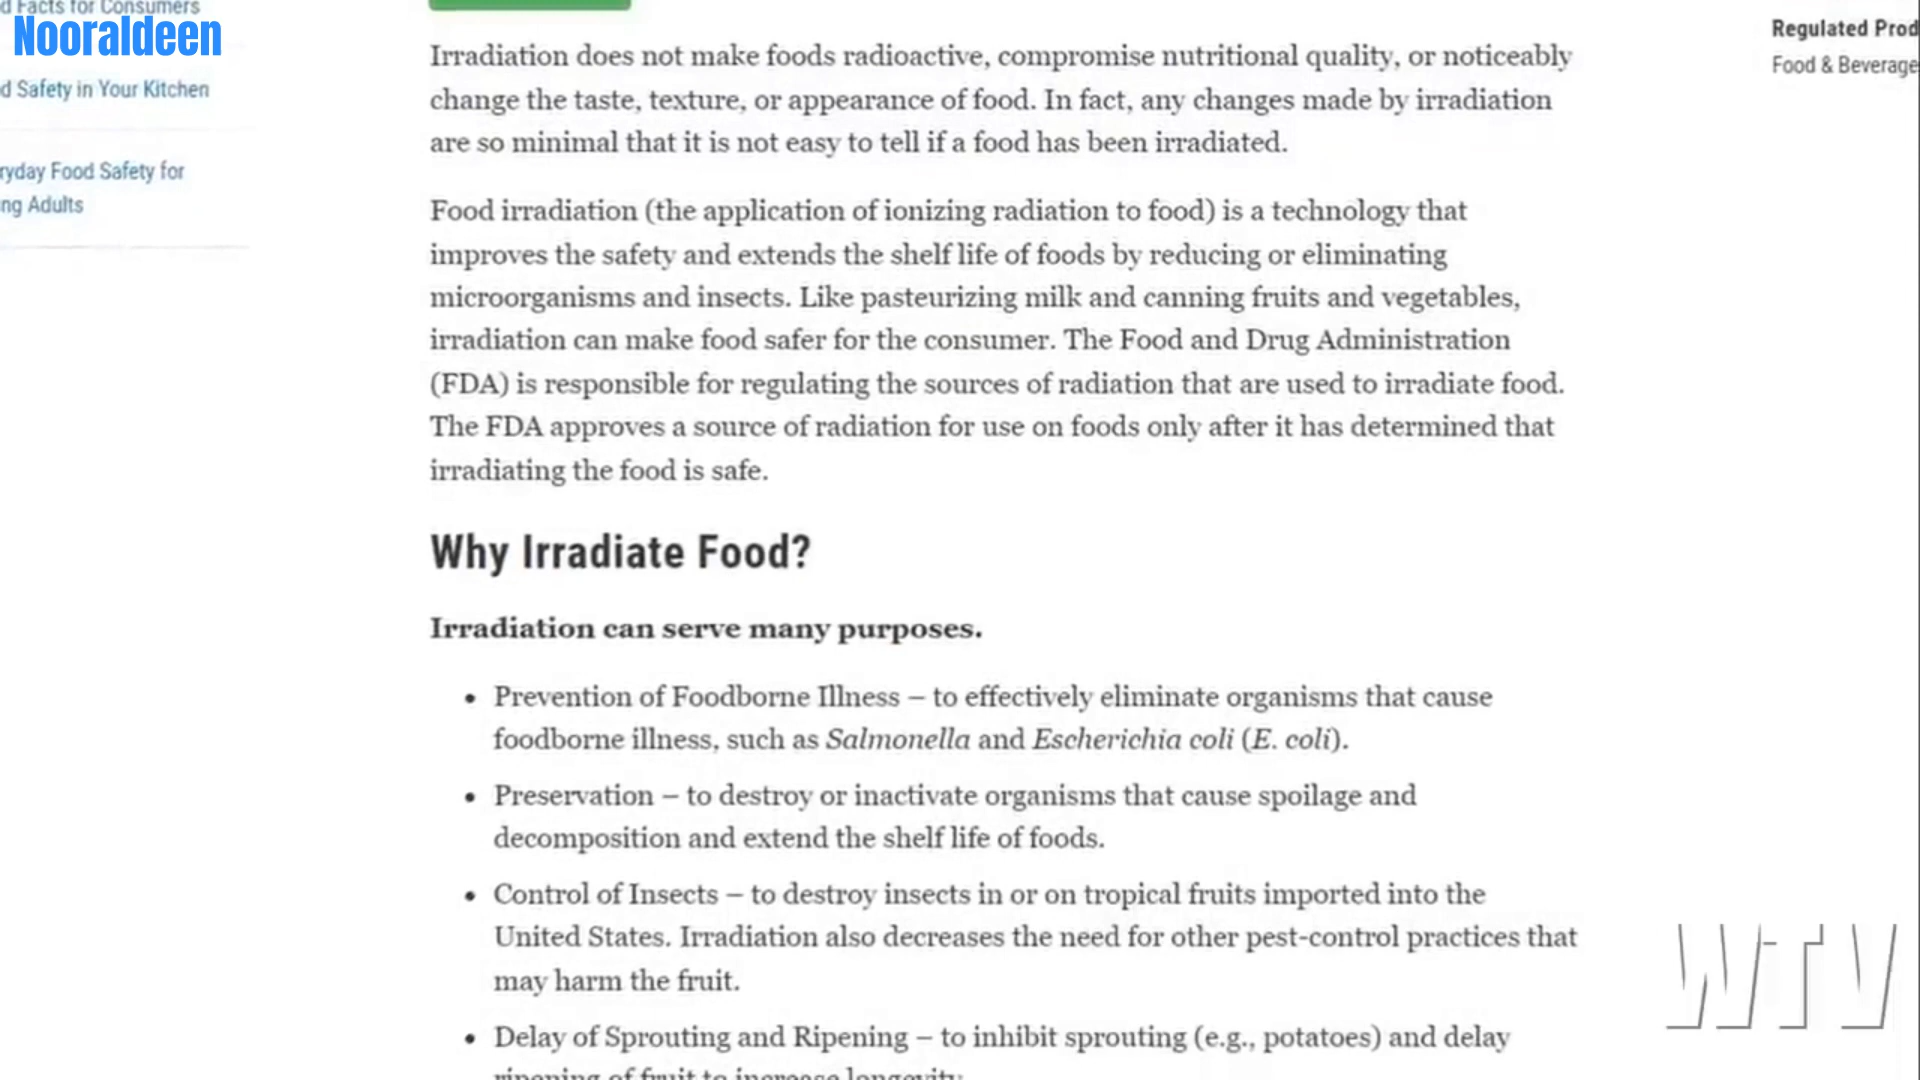 d Facts for Consumers
Nooraldeen
d Safety in Your Kitchen
ryday Food Safety for
ng Adults
Irradiation does not make foods radioactive, compromise nutritional quality, or noticeably
change the taste, texture, or appearance of food. In fact, any changes made by irradiation
are so minimal that it is not easy to tell if a food has been irradiated.
Food irradiation (the application of ionizing radiation to food) is a technology that
improves the safety and extends the shelf life of foods by reducing or eliminating
microorganisms and insects. Like pasteurizing milk and canning fruits and vegetables,
irradiation can make food safer for the consumer. The Food and Drug Administration
(FDA) is responsible for regulating the sources of radiation that are used to irradiate food.
The FDA approves a source of radiation for use on foods only after it has determined that
irradiating the food is safe.
Why Irradiate Food?
Irradiation can serve many purposes.
• Prevention of Foodborne Illness – to effectively eliminate organisms that cause
foodborne illness, such as Salmonella and Escherichia coli (E. coli).
• Preservation – to destroy or inactivate organisms that cause spoilage and
decomposition and extend the shelf life of foods.
• Control of Insects – to destroy insects in or on tropical fruits imported into the
United States. Irradiation also decreases the need for other pest-control practices that
may harm the fruit.
• Delay of Sprouting and Ripening – to inhibit sprouting (e.g., potatoes) and delay
ripening of fruit to increase longevity.
Regulated Prod
Food & Beverage
WTV